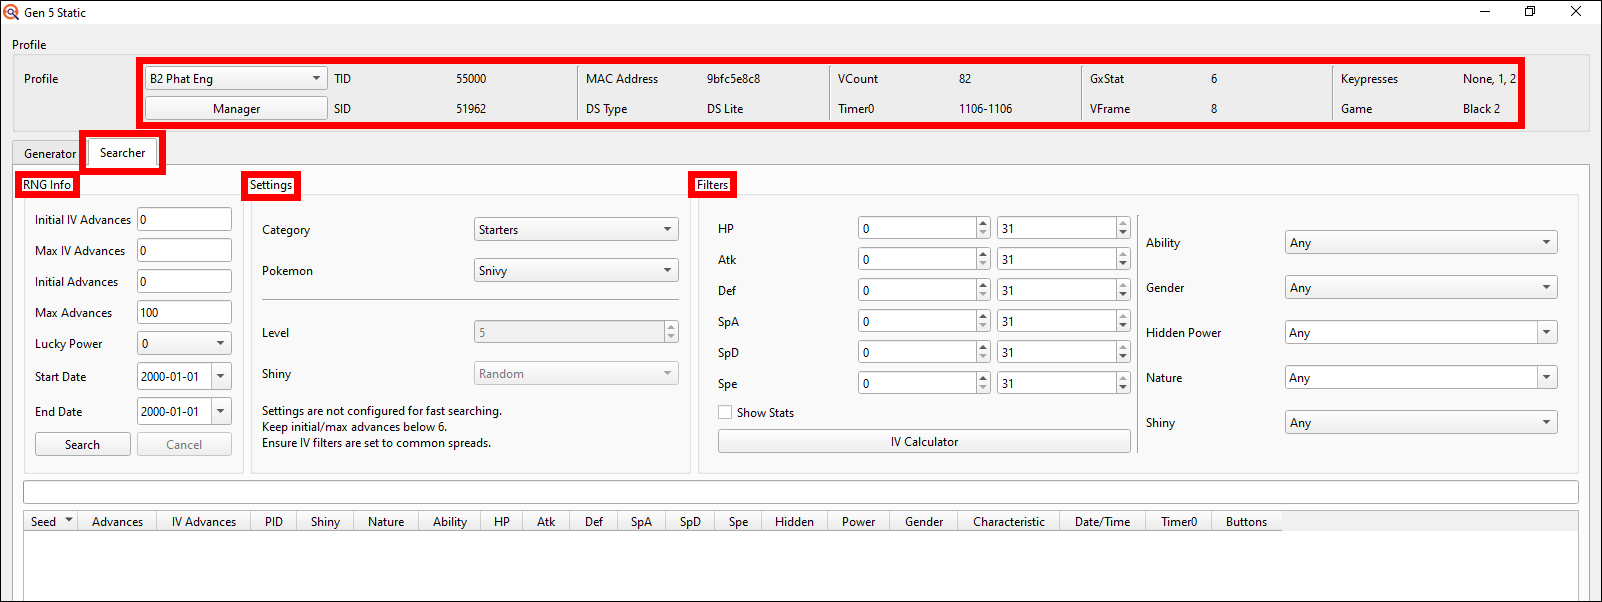 Gen 5 Static
Profile
Profile B2 Phat Eng TID 55000 MAC Address 9bfc5e8c8 VCount 82 GxStat 6 Keypresses None, 1, 2
Manager SID 51962 DS Type DS Lite Timer0 1106-1106 VFrame 8 Game Black 2
Generator Searcher
RNG Info
Initial IV Advances 0
Max IV Advances 0
Initial Advances 0
Max Advances 100
Lucky Power 0
Start Date 2000-01-01
End Date 2000-01-01
Search Cancel
Settings
Category Starters
Pokemon Snivy
Level 5
Shiny Random
Settings are not configured for fast searching.
Keep initial/max advances below 6.
Ensure IV filters are set to common spreads.
Filters
HP 0 31
Atk 0 31
Def 0 31
SpA 0 31
SpD 0 31
Spe 0 31
Show Stats
IV Calculator
Ability Any
Gender Any
Hidden Power Any
Nature Any
Shiny Any
Seed Advances IV Advances PID Shiny Nature Ability HP Atk Def SpA SpD Spe Hidden Power Gender Characteristic Date/Time Timer0 Buttons